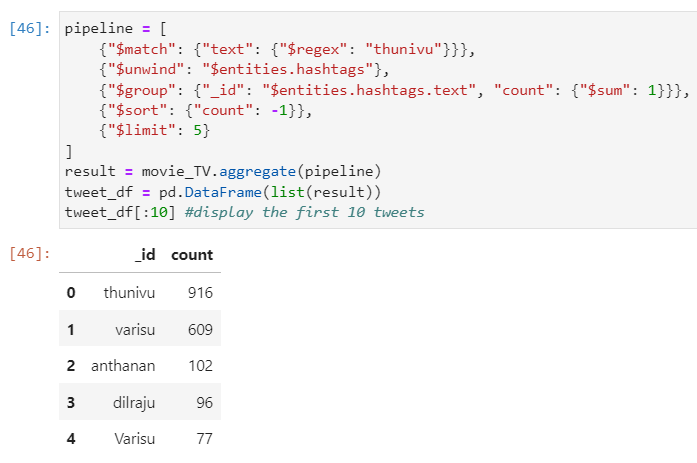 [46]: pipeline = [
    {"$match": {"text": {"$regex": "thunivu"}}},
    {"$unwind": "$entities.hashtags"},
    {"$group": {"_id": "$entities.hashtags.text", "count": {"$sum": 1}}},
    {"$sort": {"count": -1}},
    {"$limit": 5}
]
result = movie_TV.aggregate(pipeline)
tweet_df = pd.DataFrame(list(result))
tweet_df[:10] #display the first 10 tweets
[46]: _id count
0 thunivu 916
1 varisu 609
2 anthanan 102
3 dilraju 96
4 Varisu 77